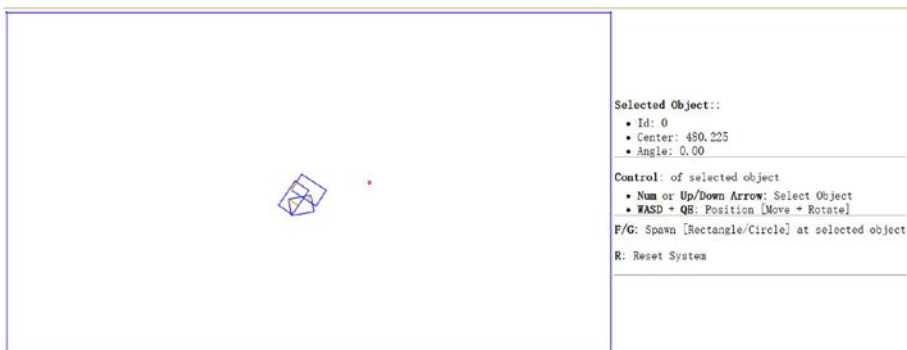 Selected Object::
• Id: 0
• Center: 480.225
• Angle: 0.00
Control: of selected object
• Num or Up/Down Arrow: Select Object
• WASD + QE: Position [Move + Rotate]
F/G: Spawn [Rectangle/Circle] at selected object
R: Reset System